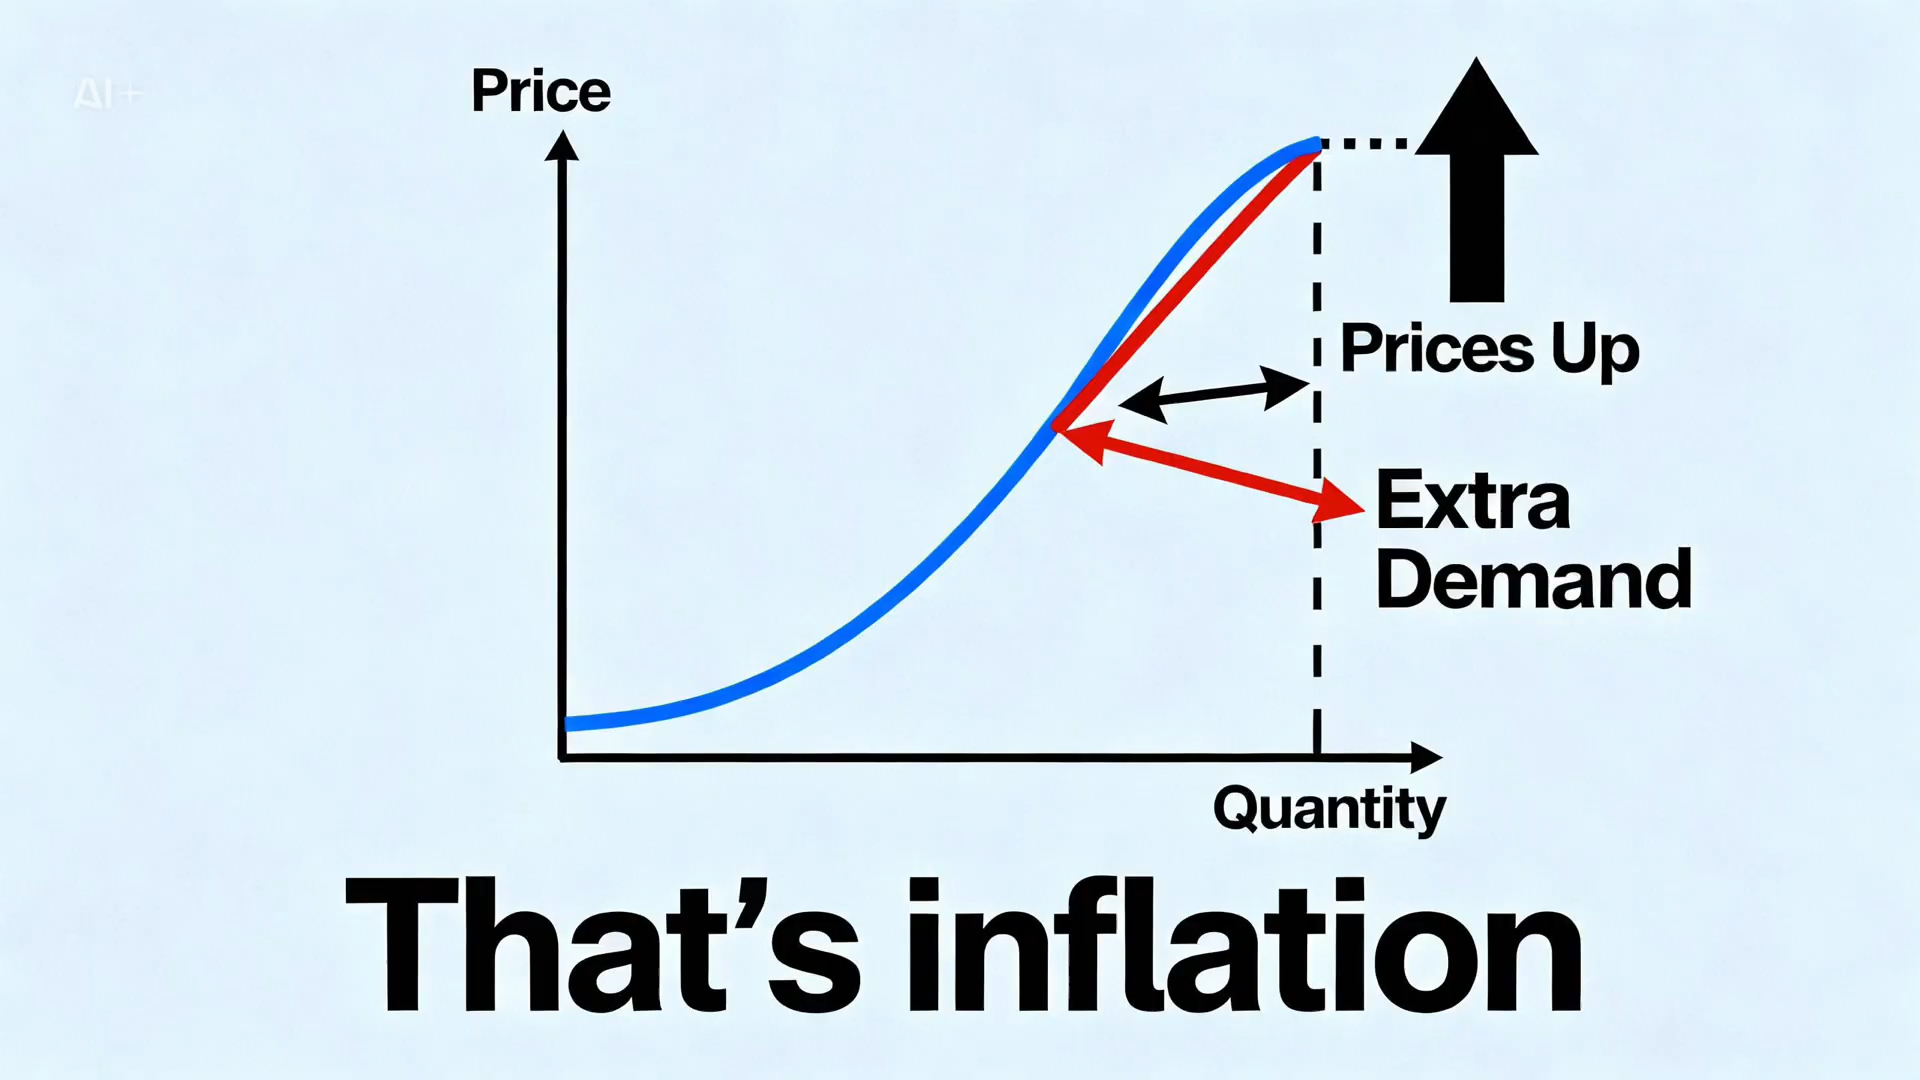 AI+
Price
Prices Up
Extra
Demand
Quantity
That's inflation